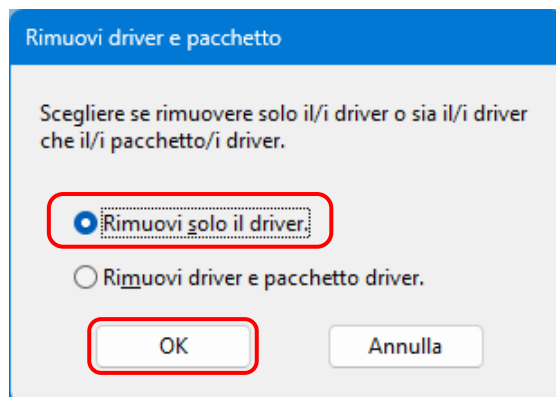 Rimuovi driver e pacchetto
Scegliere se rimuovere solo il/i driver o sia il/i driver
che il/i pacchetto/i driver.
Rimuovi solo il driver.
Rimuovi driver e pacchetto driver.
OK
Annulla